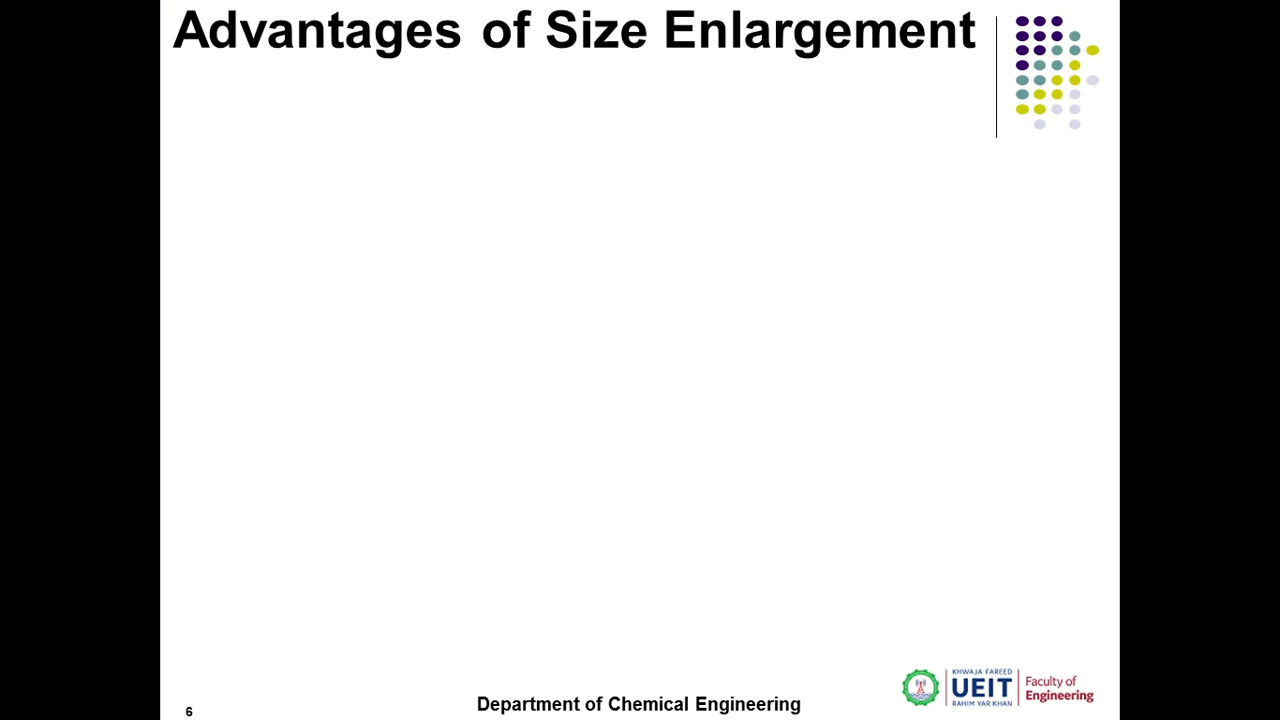 Advantages of Size Enlargement
KHWAJA FAREED
UEIT
RAHIM YAR KHAN
Faculty of
Engineering
Department of Chemical Engineering
6